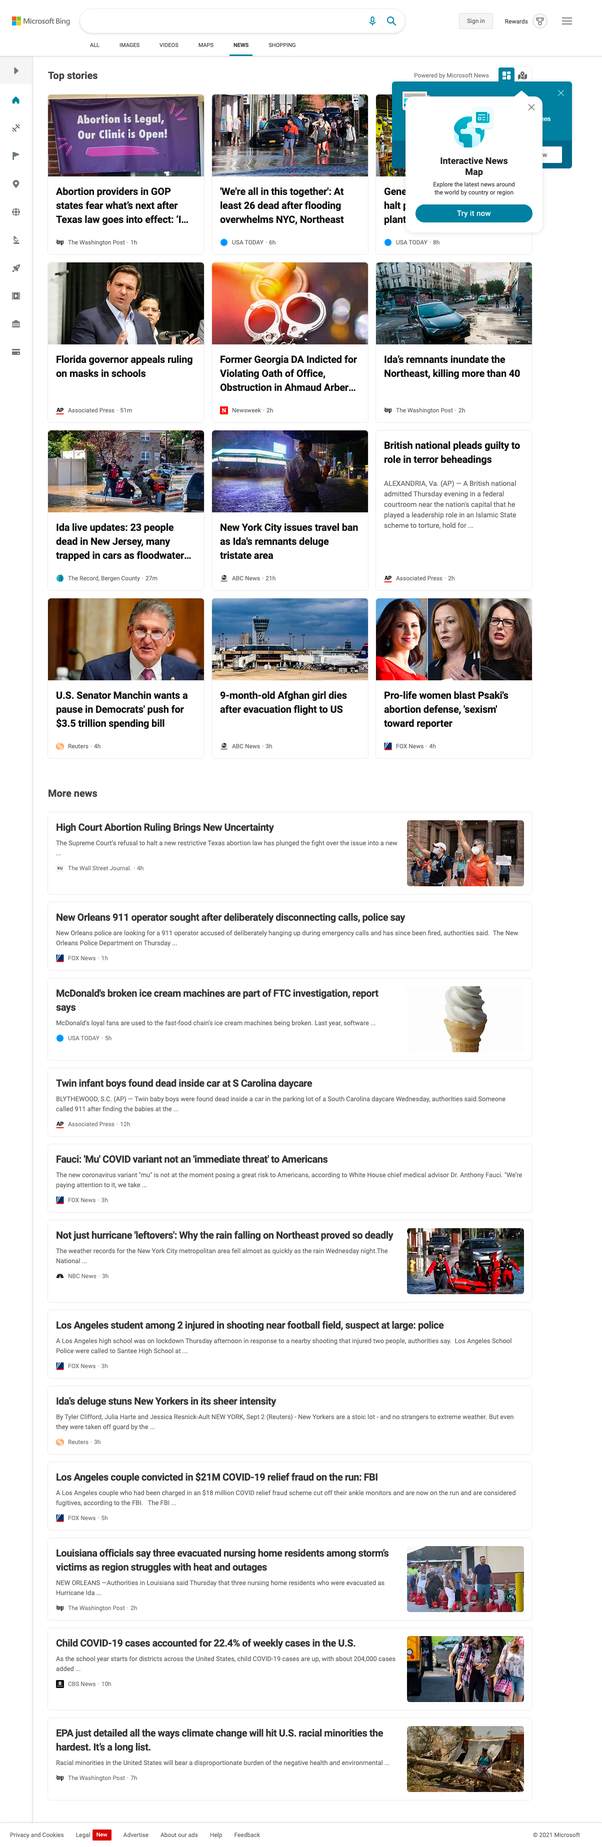 Microsoft Bing
Sign in
Rewards
ALL IMAGES VIDEOS MAPS NEWS SHOPPING
Top stories
Powered by Microsoft News
Interactive News
Map
Explore the latest news around
the world by country or region
Try it now
Abortion is Legal,
Our Clinic is Open!
Abortion providers in GOP
states fear what's next after
Texas law goes into effect: 'I...
The Washington Post · 1h
'We're all in this together': At
least 26 dead after flooding
overwhelms NYC, Northeast
USA TODAY · 6h
Gene
halt p
plant
USA TODAY · 8h
Florida governor appeals ruling
on masks in schools
AP Associated Press · 51m
Former Georgia DA Indicted for
Violating Oath of Office,
Obstruction in Ahmaud Arber...
N Newsweek · 2h
Ida's remnants inundate the
Northeast, killing more than 40
The Washington Post · 2h
Ida live updates: 23 people
dead in New Jersey, many
trapped in cars as floodwater...
The Record, Bergen County · 27m
New York City issues travel ban
as Ida's remnants deluge
tristate area
ABC News · 21h
British national pleads guilty to
role in terror beheadings
ALEXANDRIA, Va. (AP) — A British national
admitted Thursday evening in a federal
courtroom near the nation's capital that he
played a leadership role in an Islamic State
scheme to torture, hold for ...
AP Associated Press · 2h
U.S. Senator Manchin wants a
pause in Democrats' push for
$3.5 trillion spending bill
Reuters · 4h
9-month-old Afghan girl dies
after evacuation flight to US
ABC News · 3h
Pro-life women blast Psaki's
abortion defense, 'sexism'
toward reporter
FOX News · 4h
More news
High Court Abortion Ruling Brings New Uncertainty
The Supreme Court's refusal to halt a new restrictive Texas abortion law has plunged the fight over the issue into a new
...
The Wall Street Journal. · 4h
New Orleans 911 operator sought after deliberately disconnecting calls, police say
New Orleans police are looking for a 911 operator accused of deliberately hanging up during emergency calls and has since been fired, authorities said. The New
Orleans Police Department on Thursday ...
FOX News · 1h
McDonald's broken ice cream machines are part of FTC investigation, report
says
McDonald's loyal fans are used to the fast-food chain's ice cream machines being broken. Last year, software ...
USA TODAY · 5h
Twin infant boys found dead inside car at S Carolina daycare
BLYTHEWOOD, S.C. (AP) — Twin baby boys were found dead inside a car in the parking lot of a South Carolina daycare Wednesday, authorities said.Someone
called 911 after finding the babies at the ...
AP Associated Press · 12h
Fauci: 'Mu' COVID variant not an 'immediate threat' to Americans
The new coronavirus variant "mu" is not at the moment posing a great risk to Americans, according to White House chief medical advisor Dr. Anthony Fauci. "We're
paying attention to it, we take ...
FOX News · 3h
Not just hurricane 'leftovers': Why the rain falling on Northeast proved so deadly
The weather records for the New York City metropolitan area fell almost as quickly as the rain Wednesday night.The
National ...
NBC News · 3h
Los Angeles student among 2 injured in shooting near football field, suspect at large: police
A Los Angeles high school was on lockdown Thursday afternoon in response to a nearby shooting that injured two people, authorities say. Los Angeles School
Police were called to Santee High School at ...
FOX News · 3h
Ida's deluge stuns New Yorkers in its sheer intensity
By Tyler Clifford, Julia Harte and Jessica Resnick-Ault NEW YORK, Sept 2 (Reuters) - New Yorkers are a stoic lot - and no strangers to extreme weather. But even
they were taken off guard by the ...
Reuters · 3h
Los Angeles couple convicted in $21M COVID-19 relief fraud on the run: FBI
A Los Angeles couple who had been charged in an $18 million COVID relief fraud scheme cut off their ankle monitors and are now on the run and are considered
fugitives, according to the FBI. The FBI ...
FOX News · 5h
Louisiana officials say three evacuated nursing home residents among storm's
victims as region struggles with heat and outages
NEW ORLEANS —Authorities in Louisiana said Thursday that three nursing home residents who were evacuated as
Hurricane Ida ...
The Washington Post · 2h
Child COVID-19 cases accounted for 22.4% of weekly cases in the U.S.
As the school year starts for districts across the United States, child COVID-19 cases are up, with about 204,000 cases
added ...
CBS News · 10h
EPA just detailed all the ways climate change will hit U.S. racial minorities the
hardest. It's a long list.
Racial minorities in the United States will bear a disproportionate burden of the negative health and environmental ...
The Washington Post · 7h
Privacy and Cookies Legal New Advertise About our ads Help Feedback © 2021 Microsoft